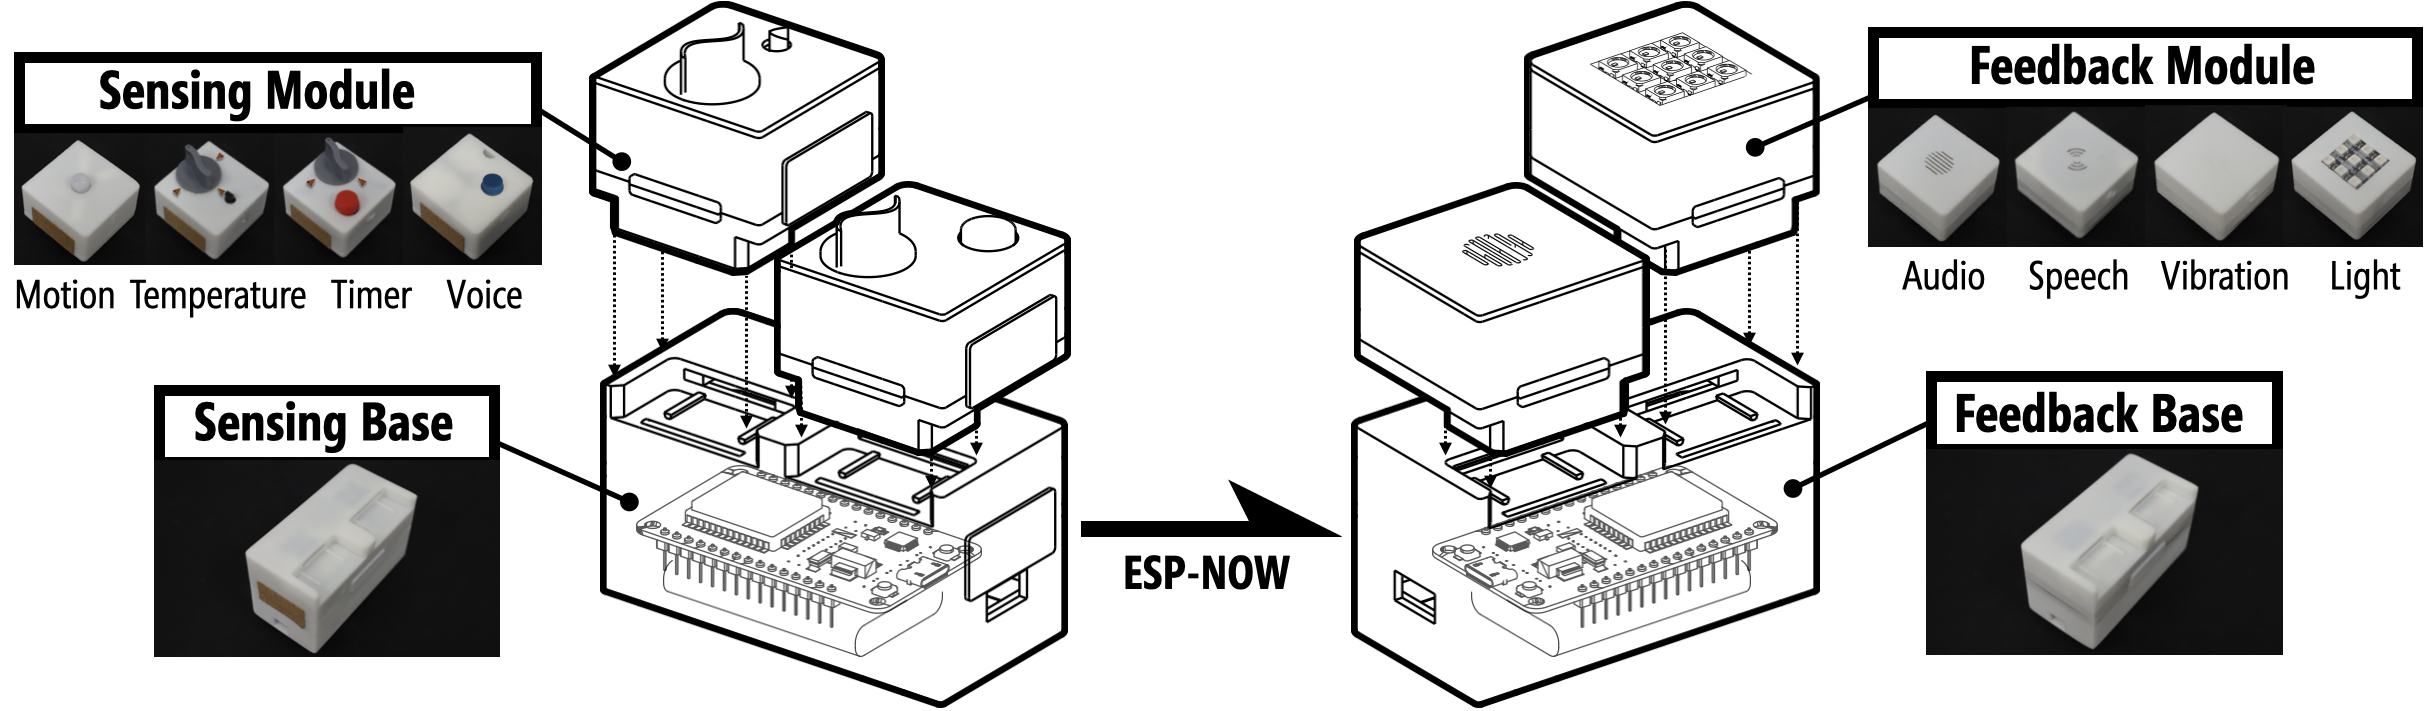 Sensing Module
Motion Temperature Timer Voice
Sensing Base
ESP-NOW
Feedback Module
Audio Speech Vibration Light
Feedback Base